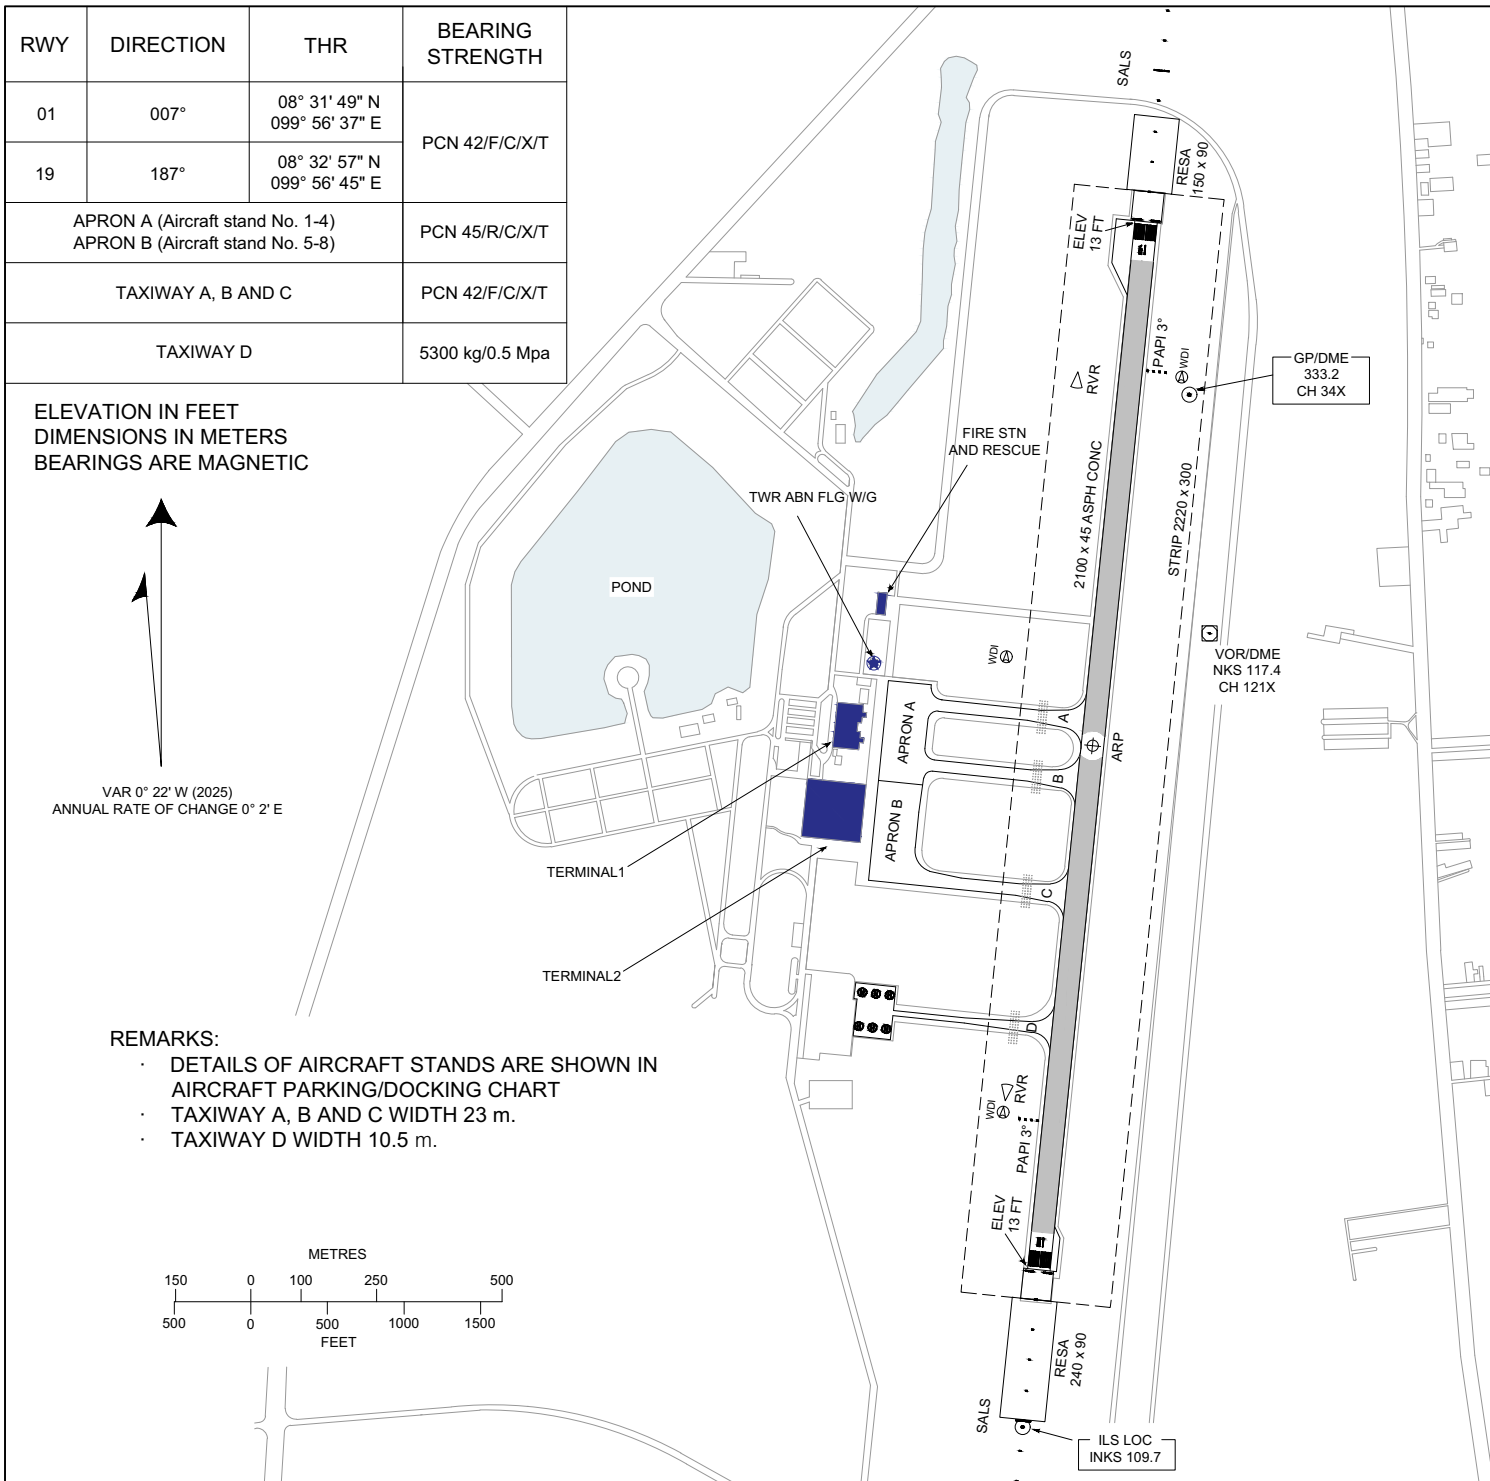 RWY
DIRECTION
THR
BEARING
STRENGTH
01
007°
08° 31' 49" N
099° 56' 37" E
PCN 42/F/C/X/T
19
187°
08° 32' 57" N
099° 56' 45" E
APRON A (Aircraft stand No. 1-4)
APRON B (Aircraft stand No. 5-8)
PCN 45/R/C/X/T
TAXIWAY A, B AND C
PCN 42/F/C/X/T
TAXIWAY D
5300 kg/0.5 Mpa
ELEVATION IN FEET
DIMENSIONS IN METERS
BEARINGS ARE MAGNETIC
VAR 0° 22' W (2025)
ANNUAL RATE OF CHANGE 0° 2' E
SALS
RESA
150 x 90
ELEV
13 FT
19
PAPI 3°
WDI
RVR
GP/DME
333.2
CH 34X
FIRE STN
AND RESCUE
TWR ABN FLG W/G
2100 x 45 ASPH CONC
STRIP 2220 x 300
POND
WDI
VOR/DME
NKS 117.4
CH 121X
A
APRON A
ARP
B
APRON B
TERMINAL1
C
TERMINAL2
D
RVR
WDI
PAPI 3°
ELEV
13 FT
01
RESA
240 x 90
SALS
ILS LOC
INKS 109.7
REMARKS:
· DETAILS OF AIRCRAFT STANDS ARE SHOWN IN
AIRCRAFT PARKING/DOCKING CHART
· TAXIWAY A, B AND C WIDTH 23 m.
· TAXIWAY D WIDTH 10.5 m.
METRES
150 0 100 250 500
500 0 500 1000 1500
FEET